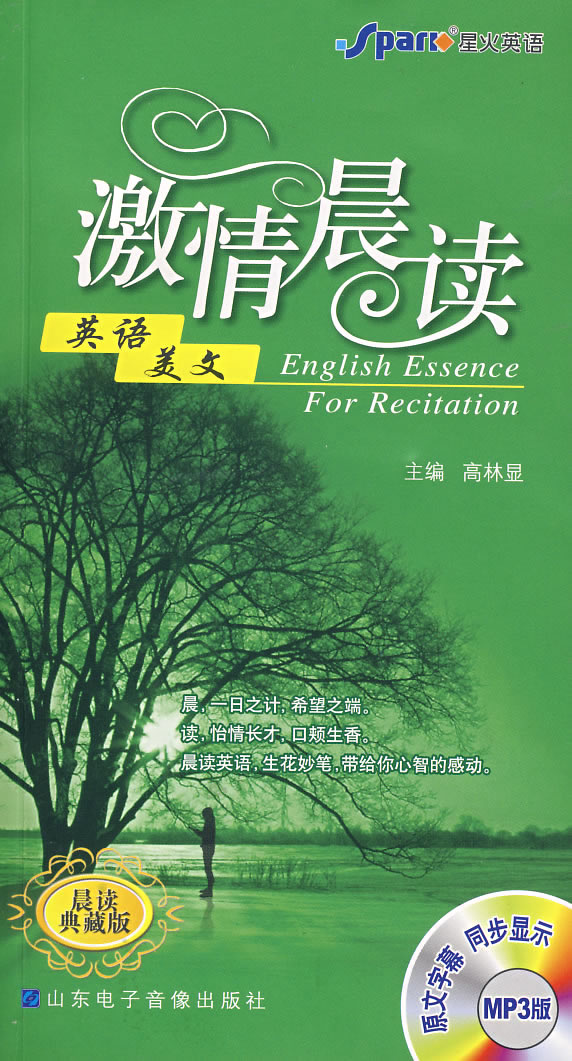 Spark® 星火英语
激情晨读
英语
美文
English Essence
For Recitation
主编 高林显
晨,一日之计,希望之端。
读,怡情长才,口颊生香。
晨读英语,生花妙笔,带给你心智的感动。
晨读
典藏版
原文字幕 同步显示
MP3版
山东电子音像出版社